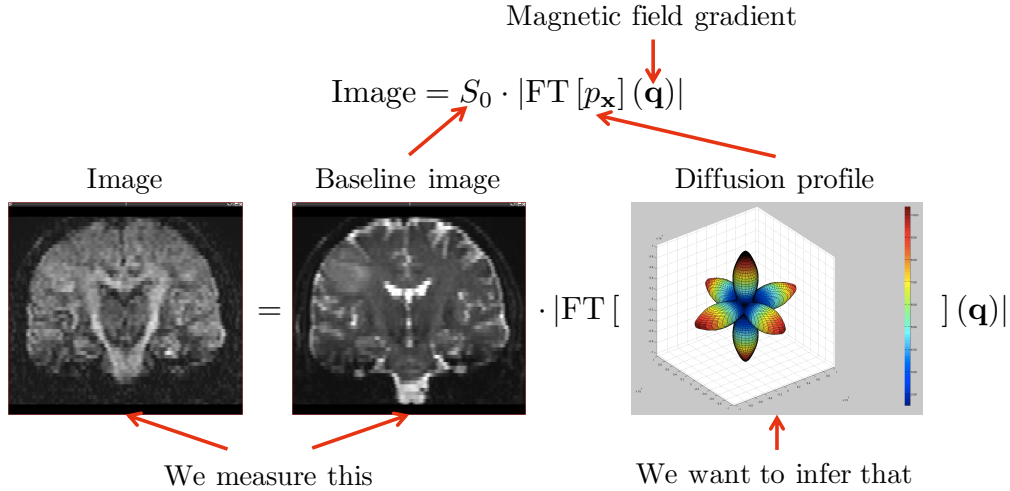 Magnetic field gradient
Image = S₀ · |FT [pₓ] (q)|
Image
Baseline image
Diffusion profile
= · |FT [ ] (q)|
We measure this
We want to infer that